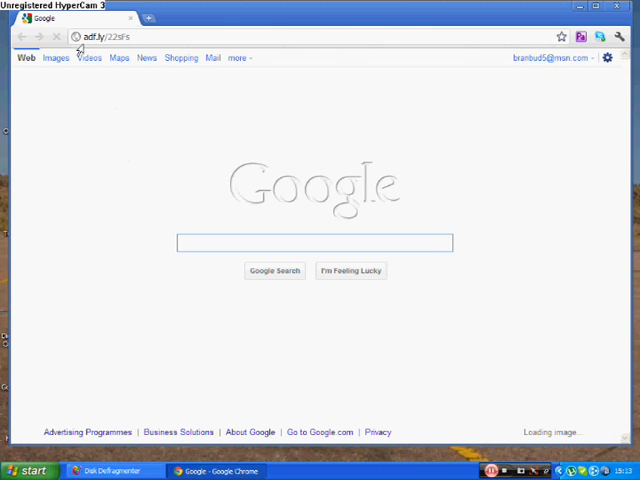 Unregistered HyperCam 3
Google
adf.ly/22sFs
Web Images Videos Maps News Shopping Mail more
branbud5@msn.com
Google
Google Search I'm Feeling Lucky
Advertising Programmes Business Solutions About Google Go to Google.com Privacy
Loading image...
start Disk Defragmenter Google - Google Chrome 15:13